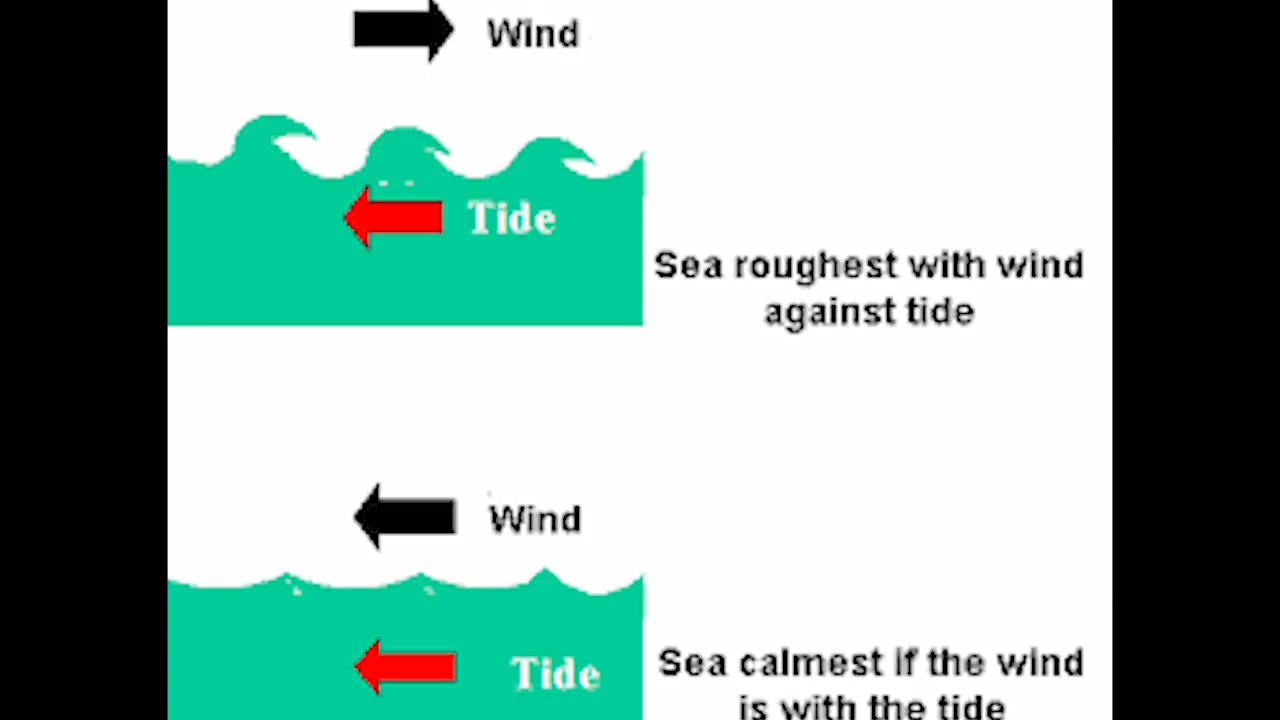 Wind
Tide
Sea roughest with wind
against tide
Wind
Tide
Sea calmest if the wind
is with the tide